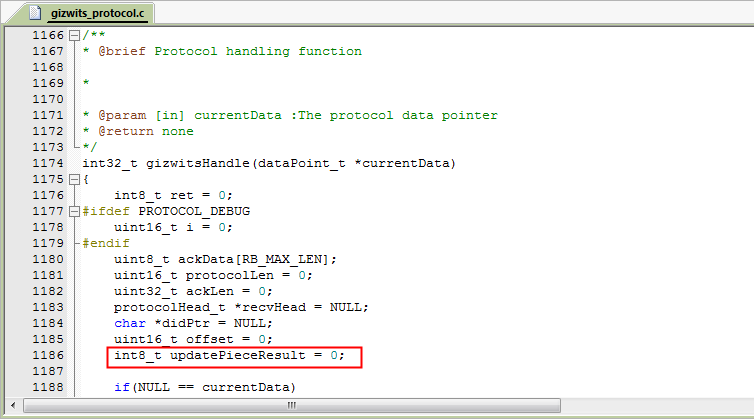 gizwits_protocol.c
1166 /**
1167 * @brief Protocol handling function
1168
1169 *
1170
1171 * @param [in] currentData :The protocol data pointer
1172 * @return none
1173 */
1174 int32_t gizwitsHandle(dataPoint_t *currentData)
1175 {
1176 int8_t ret = 0;
1177 #ifdef PROTOCOL_DEBUG
1178 uint16_t i = 0;
1179 #endif
1180 uint8_t ackData[RB_MAX_LEN];
1181 uint16_t protocolLen = 0;
1182 uint32_t ackLen = 0;
1183 protocolHead_t *recvHead = NULL;
1184 char *didPtr = NULL;
1185 uint16_t offset = 0;
1186 int8_t updatePieceResult = 0;
1187
1188 if(NULL == currentData)